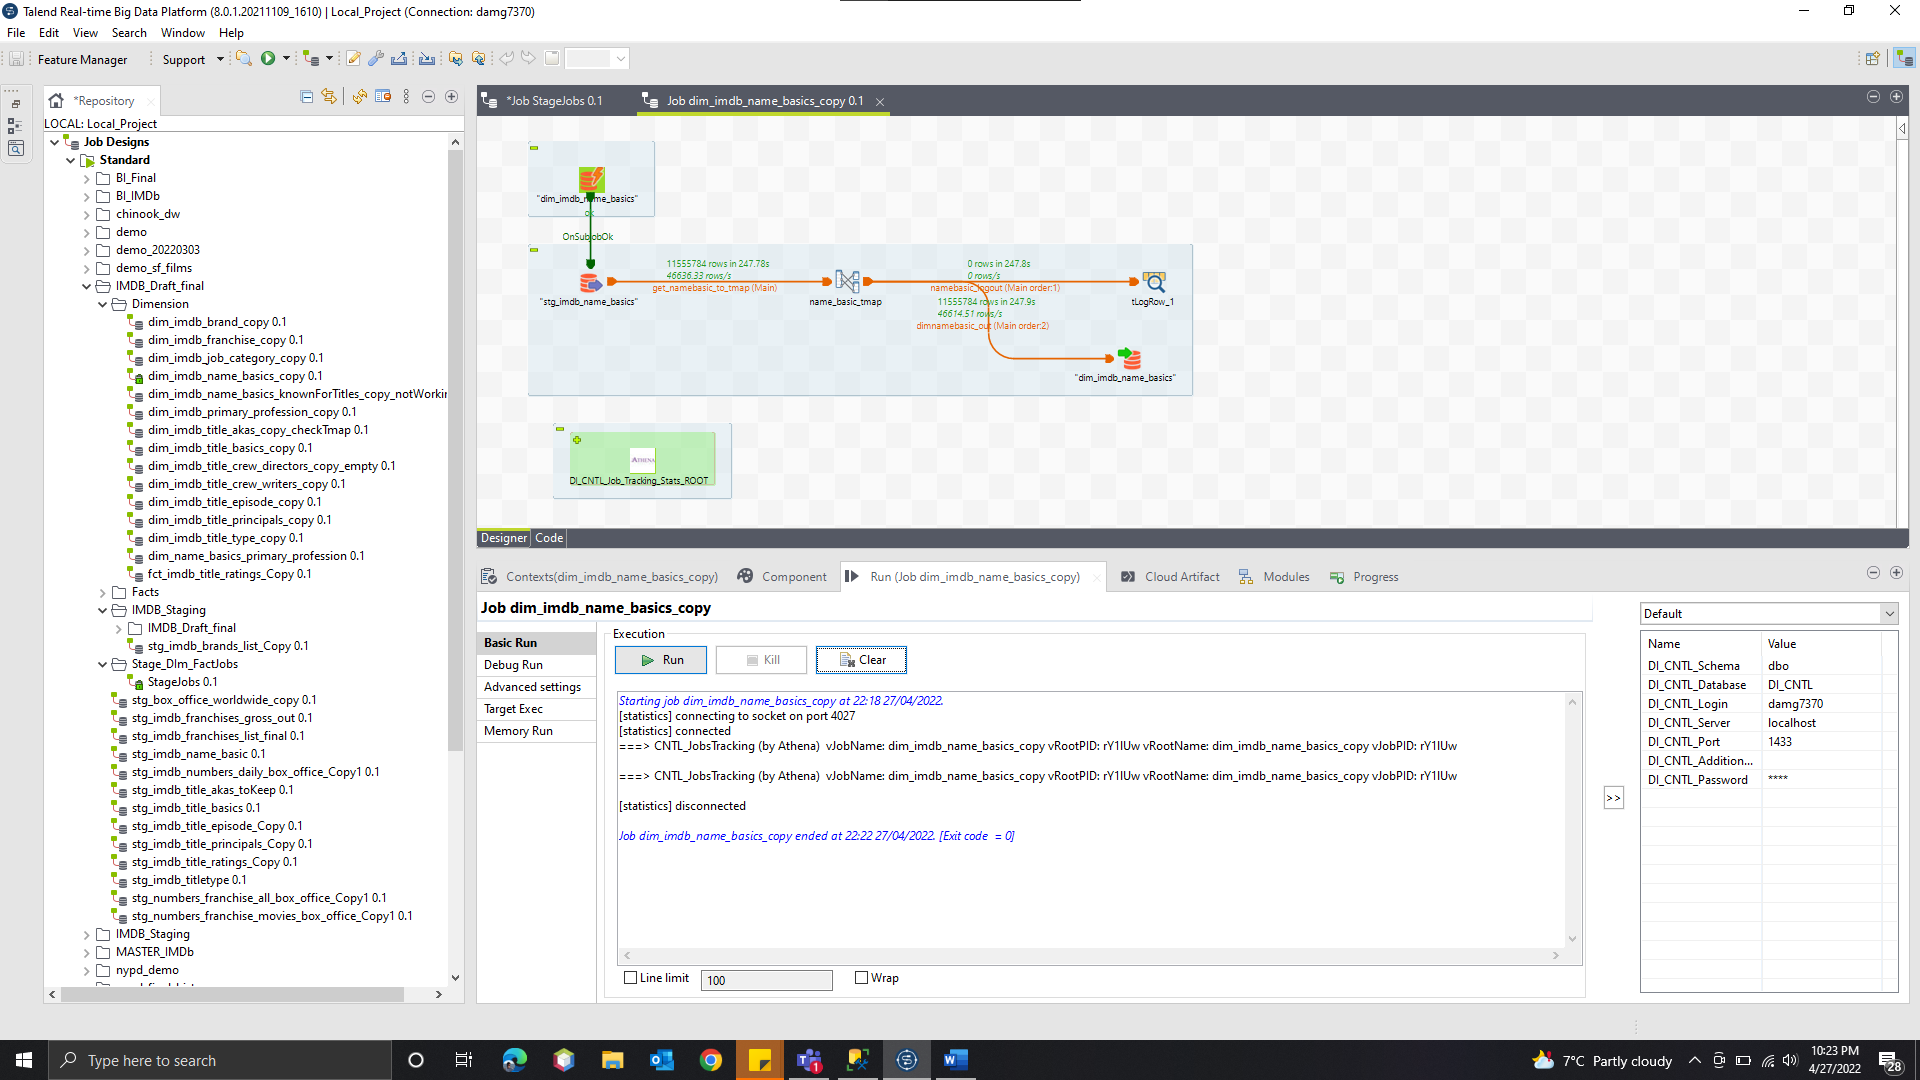 Talend Real-time Big Data Platform (8.0.1.20211109_1610) | Local_Project (Connection: damg7370)
File Edit View Search Window Help
Feature Manager Support
*Repository
LOCAL: Local_Project
Job Designs
Standard
BI_Final
BI_IMDb
chinook_dw
demo
demo_20220303
demo_sf_films
IMDB_Draft_final
Dimension
dim_imdb_brand_copy 0.1
dim_imdb_franchise_copy 0.1
dim_imdb_job_category_copy 0.1
dim_imdb_name_basics_copy 0.1
dim_imdb_name_basics_knownForTitles_copy_notWorkin
dim_imdb_primary_profession_copy 0.1
dim_imdb_title_akas_copy_checkTmap 0.1
dim_imdb_title_basics_copy 0.1
dim_imdb_title_crew_directors_copy_empty 0.1
dim_imdb_title_crew_writers_copy 0.1
dim_imdb_title_episode_copy 0.1
dim_imdb_title_principals_copy 0.1
dim_imdb_title_type_copy 0.1
dim_name_basics_primary_profession 0.1
fct_imdb_title_ratings_Copy 0.1
Facts
IMDB_Staging
IMDB_Draft_final
stg_imdb_brands_list_Copy 0.1
Stage_DIm_FactJobs
StageJobs 0.1
stg_box_office_worldwide_copy 0.1
stg_imdb_franchises_gross_out 0.1
stg_imdb_franchises_list_final 0.1
stg_imdb_name_basic 0.1
stg_imdb_numbers_daily_box_office_Copy1 0.1
stg_imdb_title_akas_toKeep 0.1
stg_imdb_title_basics 0.1
stg_imdb_title_episode_Copy 0.1
stg_imdb_title_principals_Copy 0.1
stg_imdb_title_ratings_Copy 0.1
stg_imdb_titletype 0.1
stg_numbers_franchise_all_box_office_Copy1 0.1
stg_numbers_franchise_movies_box_office_Copy1 0.1
IMDB_Staging
MASTER_IMDb
nypd_demo
*Job StageJobs 0.1
Job dim_imdb_name_basics_copy 0.1
"dim_imdb_name_basics"
ok
OnSubjobOk
11555784 rows in 247.78s
46636.33 rows/s
get_namebasic_to_tmap (Main)
"stg_imdb_name_basics"
name_basic_tmap
0 rows in 247.8s
0 rows/s
namebasic_logout (Main order:1)
tLogRow_1
11555784 rows in 247.9s
46614.51 rows/s
dimnamebasic_out (Main order:2)
"dim_imdb_name_basics"
ATHENA
DI_CNTL_Job_Tracking_Stats_ROOT
Designer Code
Contexts(dim_imdb_name_basics_copy) Component Run (Job dim_imdb_name_basics_copy) Cloud Artifact Modules Progress
Job dim_imdb_name_basics_copy
Basic Run
Debug Run
Advanced settings
Target Exec
Memory Run
Execution
Run Kill Clear
Starting job dim_imdb_name_basics_copy at 22:18 27/04/2022.
[statistics] connecting to socket on port 4027
[statistics] connected
===> CNTL_JobsTracking (by Athena) vJobName: dim_imdb_name_basics_copy vRootPID: rY1IUw vRootName: dim_imdb_name_basics_copy vJobPID: rY1IUw
===> CNTL_JobsTracking (by Athena) vJobName: dim_imdb_name_basics_copy vRootPID: rY1IUw vRootName: dim_imdb_name_basics_copy vJobPID: rY1IUw
[statistics] disconnected
Job dim_imdb_name_basics_copy ended at 22:22 27/04/2022. [Exit code = 0]
Line limit 100 Wrap
>>
Default
Name Value
DI_CNTL_Schema dbo
DI_CNTL_Database DI_CNTL
DI_CNTL_Login damg7370
DI_CNTL_Server localhost
DI_CNTL_Port 1433
DI_CNTL_Addition...
DI_CNTL_Password ****
Type here to search
7°C Partly cloudy
10:23 PM
4/27/2022
28